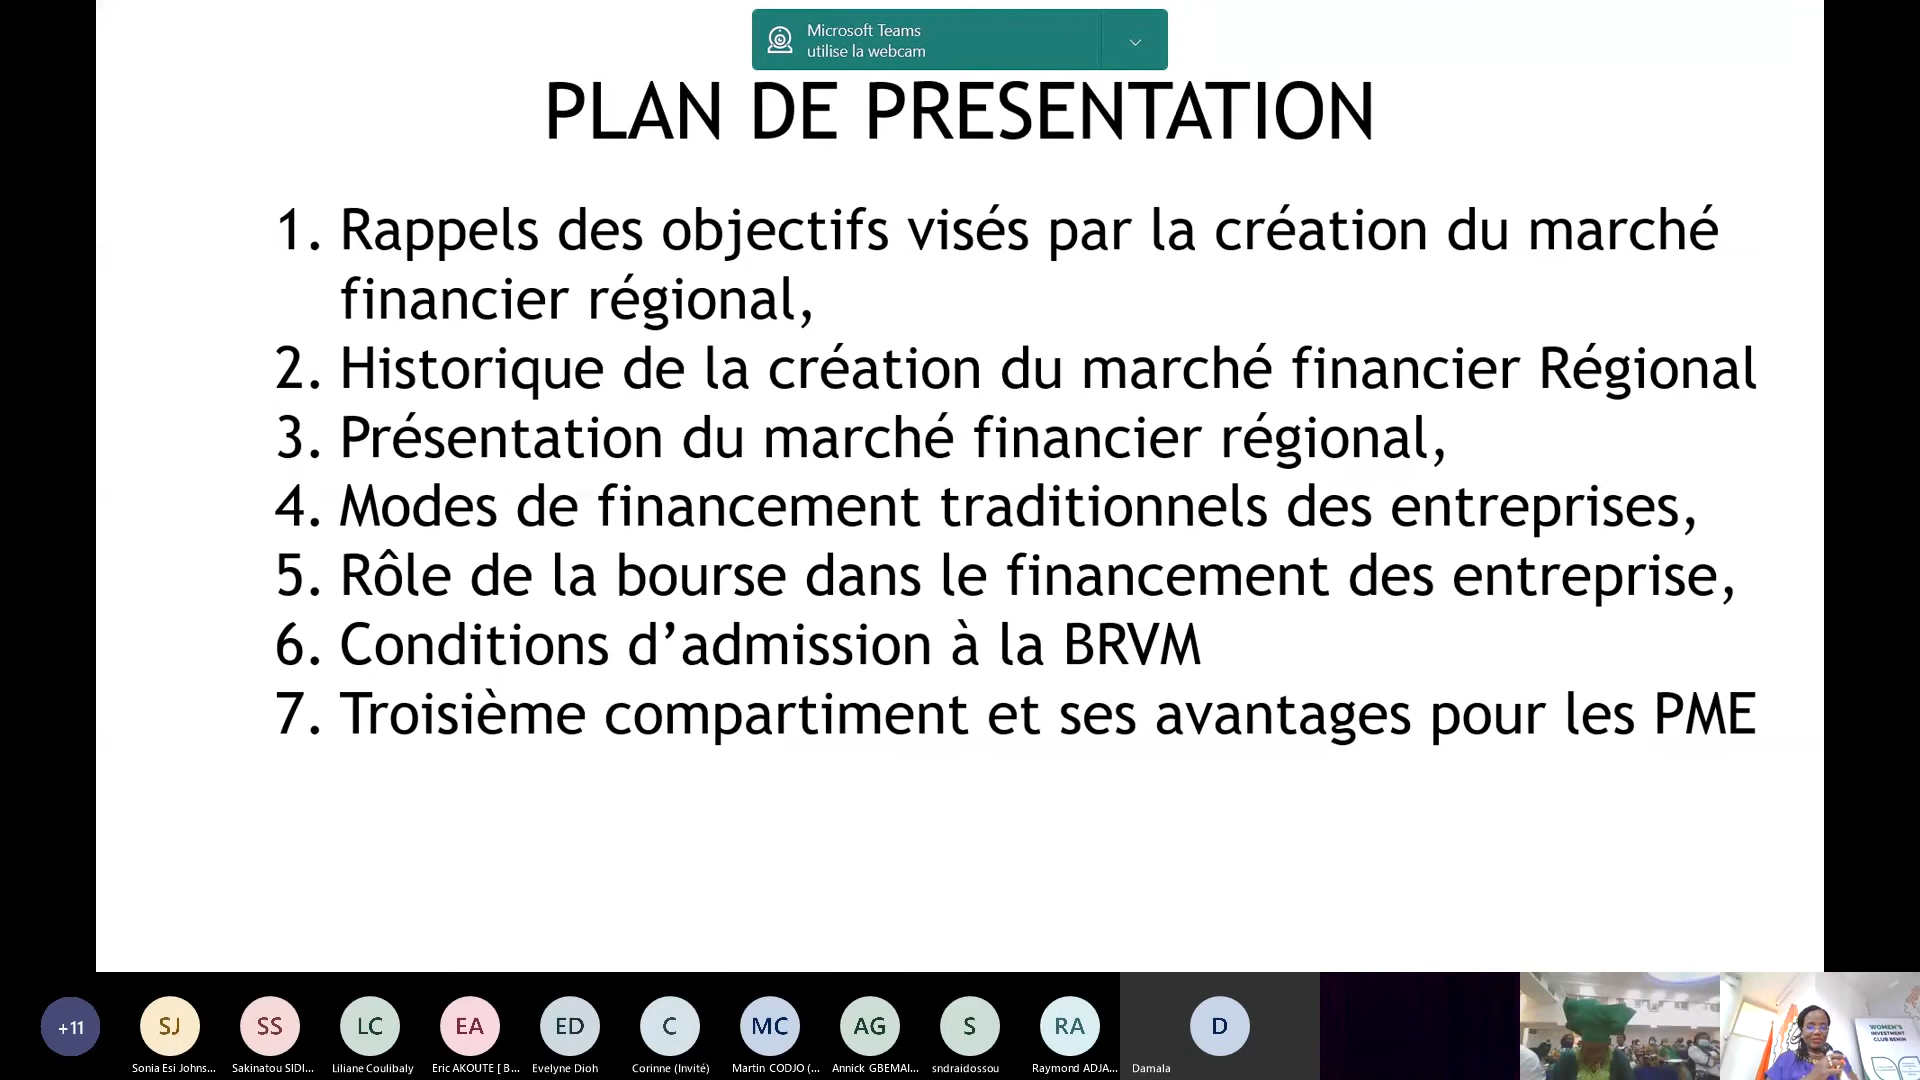 Microsoft Teams
utilise la webcam
PLAN DE PRESENTATION
1. Rappels des objectifs visés par la création du marché
financier régional,
2. Historique de la création du marché financier Régional
3. Présentation du marché financier régional,
4. Modes de financement traditionnels des entreprises,
5. Rôle de la bourse dans le financement des entreprise,
6. Conditions d’admission à la BRVM
7. Troisième compartiment et ses avantages pour les PME
+11
SJ
SS
LC
EA
ED
C
MC
AG
S
RA
D
Sonia Esi Johns...
Sakinatou SIDI...
Liliane Coulibaly
Eric AKOUTE [ B...
Evelyne Dioh
Corinne (Invité)
Martin CODJO (...
Annick GBEMAI...
sndraidossou
Raymond ADJA...
Damala
WOMEN'S
INVESTMENT
CLUB BENIN